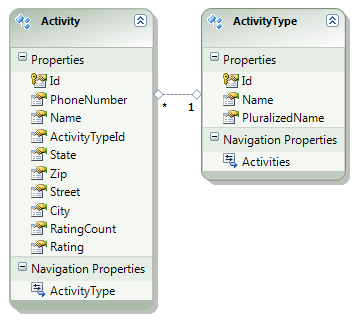 Activity
Properties
Id
PhoneNumber
Name
ActivityTypeId
State
Zip
Street
City
RatingCount
Rating
Navigation Properties
ActivityType
* 1
ActivityType
Properties
Id
Name
PluralizedName
Navigation Properties
Activities